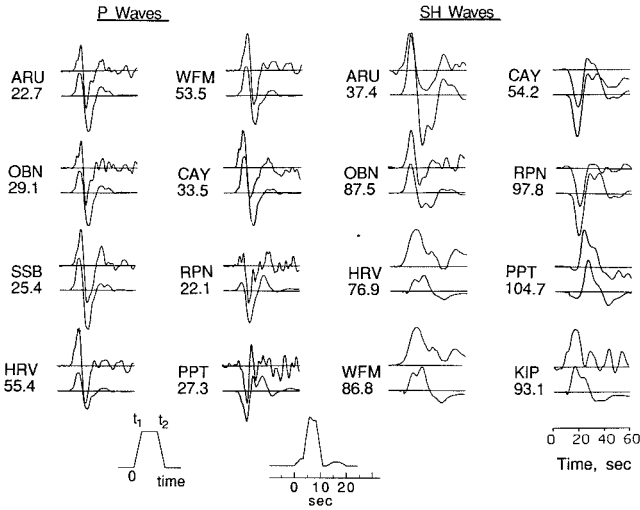 P Waves
SH Waves
ARU
22.7
WFM
53.5
ARU
37.4
CAY
54.2
OBN
29.1
CAY
33.5
OBN
87.5
RPN
97.8
SSB
25.4
RPN
22.1
HRV
76.9
PPT
104.7
HRV
55.4
PPT
27.3
WFM
86.8
KIP
93.1
t1 t2
0 time
0 10 20
sec
0 20 40 60
Time, sec